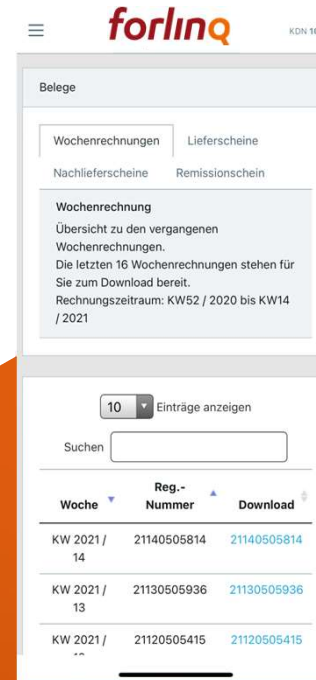 forlinq
KDN 16
Belege
Wochenrechnungen Lieferscheine
Nachlieferscheine Remissionschein
Wochenrechnung
Übersicht zu den vergangenen
Wochenrechnungen.
Die letzten 16 Wochenrechnungen stehen für
Sie zum Download bereit.
Rechnungszeitraum: KW52 / 2020 bis KW14
/ 2021
10 Einträge anzeigen
Suchen
Woche Reg.-
Nummer Download
KW 2021 / 21140505814 21140505814
14
KW 2021 / 21130505936 21130505936
13
KW 2021 / 21120505415 21120505415